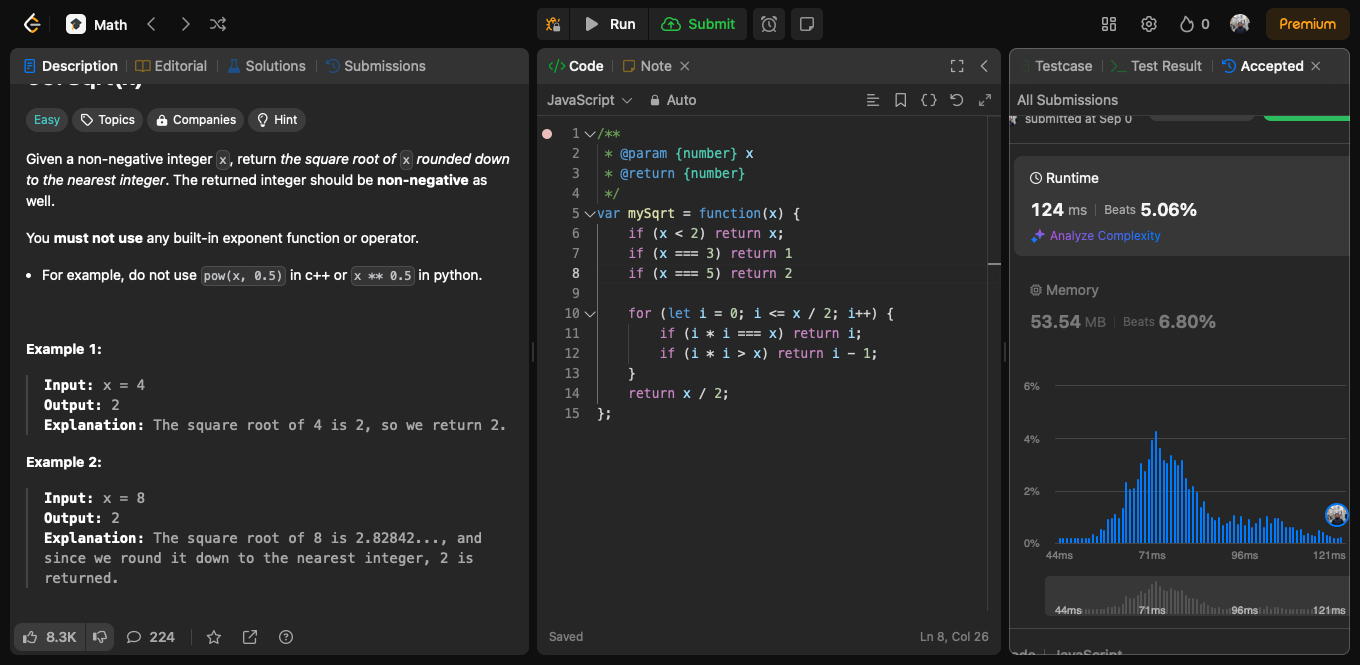 Math
Run
Submit
0
Premium
Description
Editorial
Solutions
Submissions
Easy
Topics
Companies
Hint
Given a non-negative integer x, return the square root of x rounded down
to the nearest integer. The returned integer should be non-negative as
well.
You must not use any built-in exponent function or operator.
• For example, do not use pow(x, 0.5) in c++ or x ** 0.5 in python.
Example 1:
Input: x = 4
Output: 2
Explanation: The square root of 4 is 2, so we return 2.
Example 2:
Input: x = 8
Output: 2
Explanation: The square root of 8 is 2.82842..., and
since we round it down to the nearest integer, 2 is
returned.
8.3K
224
Code
Note
JavaScript
Auto
1 /**
2 * @param {number} x
3 * @return {number}
4 */
5 var mySqrt = function(x) {
6 if (x < 2) return x;
7 if (x === 3) return 1
8 if (x === 5) return 2
9
10 for (let i = 0; i <= x / 2; i++) {
11 if (i * i === x) return i;
12 if (i * i > x) return i - 1;
13 }
14 return x / 2;
15 };
Saved
Ln 8, Col 26
Testcase
Test Result
Accepted
All Submissions
submitted at Sep 0
Runtime
124 ms
Beats 5.06%
Analyze Complexity
Memory
53.54 MB
Beats 6.80%
6%
4%
2%
0%
44ms
71ms
96ms
121ms
44ms
71ms
96ms
121ms
JavaScript